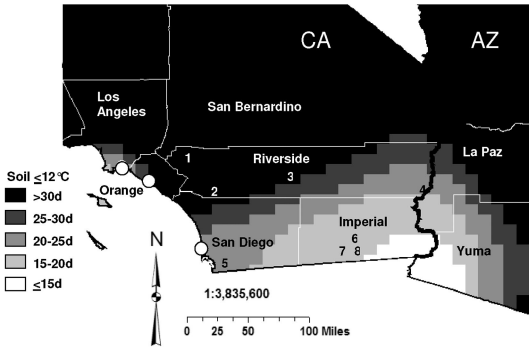 CA
AZ
Los
Angeles
San Bernardino
La Paz
1
Riverside
3
Soil ≤12°C
>30d
Orange
2
4
25-30d
Imperial
20-25d
N
San Diego
6
Yuma
15-20d
5
7
8
≤15d
1:3,835,600
0
25
50
100 Miles